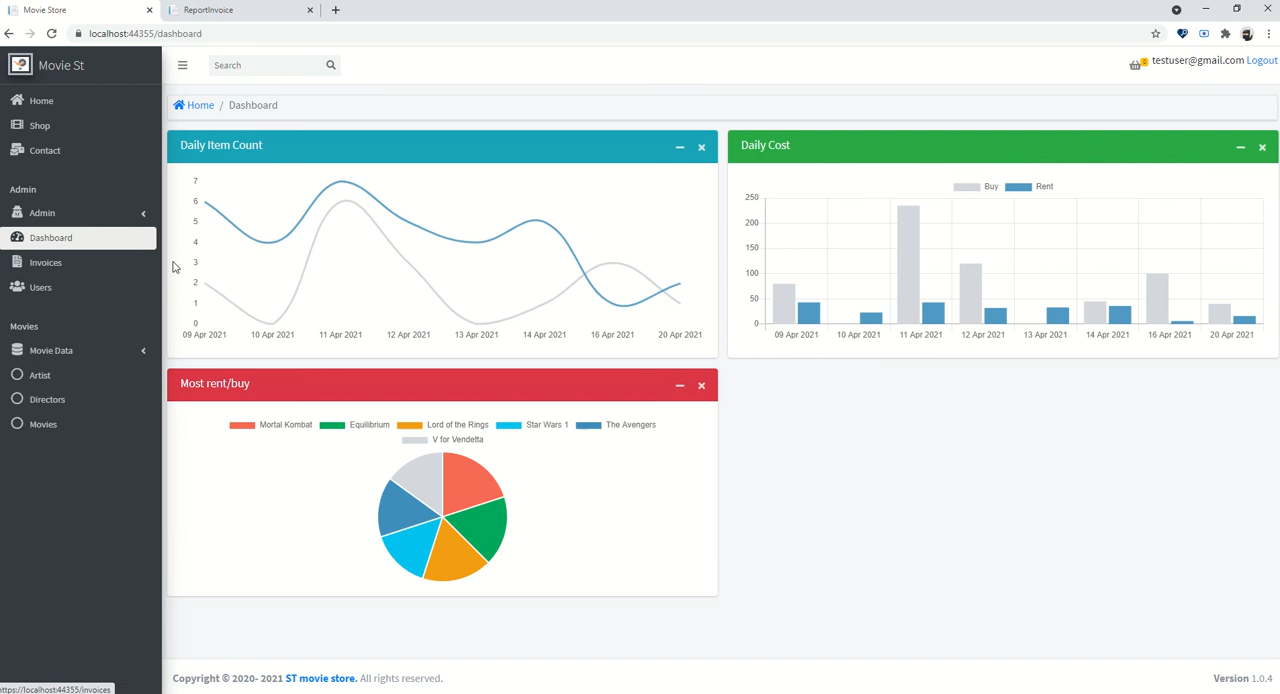 Movie Store
ReportInvoice
localhost:44355/dashboard
Movie St
Search
0
testuser@gmail.com Logout
Home
Shop
Contact
Admin
Admin
Dashboard
Invoices
Users
Movies
Movie Data
Artist
Directors
Movies
Home / Dashboard
Daily Item Count
7
6
5
4
3
2
1
0
09 Apr 2021 10 Apr 2021 11 Apr 2021 12 Apr 2021 13 Apr 2021 14 Apr 2021 16 Apr 2021 20 Apr 2021
Daily Cost
Buy Rent
250
200
150
100
50
0
09 Apr 2021 10 Apr 2021 11 Apr 2021 12 Apr 2021 13 Apr 2021 14 Apr 2021 16 Apr 2021 20 Apr 2021
Most rent/buy
Mortal Kombat Equilibrium Lord of the Rings Star Wars 1 The Avengers
V for Vendetta
Copyright © 2020- 2021 ST movie store. All rights reserved.
Version 1.0.4
https://localhost:44355/invoices